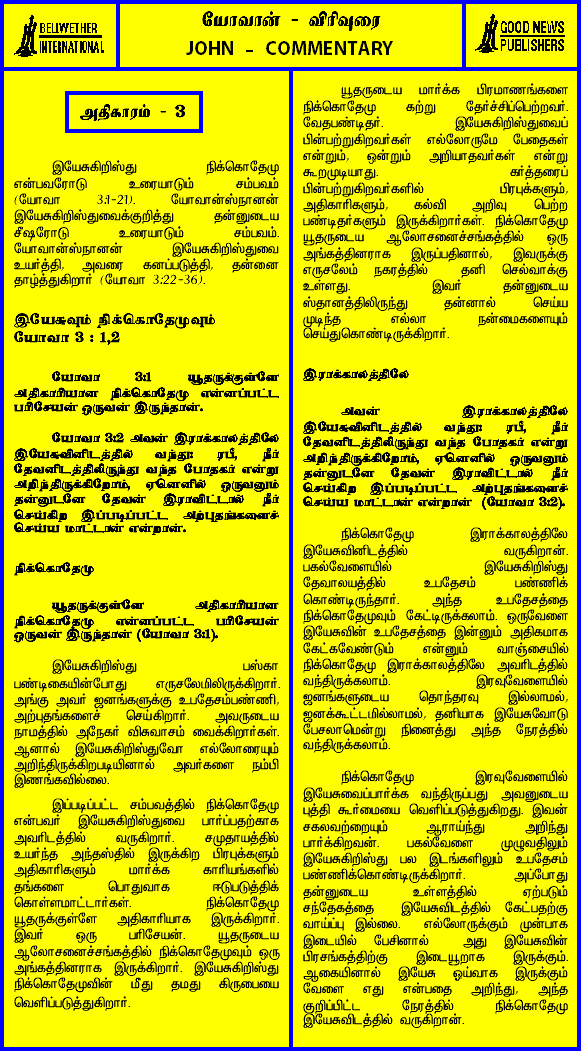 BELWETHER
INTERNATIONAL
யோவான் - விரிவுரை
JOHN - COMMENTARY
GOOD NEWS
PUBLISHERS
அதிகாரம் - 3
இயேசுகிறிஸ்து நிக்கொதேமு
என்பவரோடு உரையாடும் சம்பவம்
(யோவா 3:1-21). யோவான்ஸ்நானன்
இயேசுகிறிஸ்துவைக்குறித்து தன்னுடைய
சீஷரோடு உரையாடும் சம்பவம்.
யோவான்ஸ்நானன் இயேசுகிறிஸ்துவை
உயர்த்தி, அவரை கனப்படுத்தி, தன்னை
தாழ்த்துகிறார் (யோவா 3:22-36).
இயேசுவும் நிக்கொதேமுவும்
யோவா 3 : 1,2
யோவா 3:1 யூதருக்குள்ளே
அதிகாரியான நிக்கொதேமு என்னப்பட்ட
பரிசேயன் ஒருவன் இருந்தான்.
யோவா 3:2 அவன் இராக்காலத்திலே
இயேசுவினிடத்தில் வந்து: ரபீ, நீர்
தேவனிடத்திலிருந்து வந்த போதகர் என்று
அறிந்திருக்கிறோம், ஏனெனில் ஒருவனும்
தன்னுடனே தேவன் இராவிட்டால் நீர்
செய்கிற இப்படிப்பட்ட அற்புதங்களைச்
செய்ய மாட்டான் என்றான்.
நிக்கொதேமு
யூதருக்குள்ளே அதிகாரியான
நிக்கொதேமு என்னப்பட்ட பரிசேயன்
ஒருவன் இருந்தான் (யோவா 3:1).
இயேசுகிறிஸ்து பஸ்கா
பண்டிகையின்போது எருசலேமிலிருக்கிறார்.
அங்கு அவர் ஜனங்களுக்கு உபதேசம்பண்ணி,
அற்புதங்களைச் செய்கிறார். அவருடைய
நாமத்தில் அநேகர் விசுவாசம் வைக்கிறார்கள்.
ஆனால் இயேசுகிறிஸ்துவோ எல்லோரையும்
அறிந்திருக்கிறபடியினால் அவர்களை நம்பி
இணங்கவில்லை.
இப்படிப்பட்ட சம்பவத்தில் நிக்கொதேமு
என்பவர் இயேசுகிறிஸ்துவை பார்ப்பதற்காக
அவரிடத்தில் வருகிறார். சமுதாயத்தில்
உயர்ந்த அந்தஸ்தில் இருக்கிற பிரபுக்களும்
அதிகாரிகளும் மார்க்க காரியங்களில்
தங்களை பொதுவாக ஈடுபடுத்திக்
கொள்ளமாட்டார்கள். நிக்கொதேமு
யூதருக்குள்ளே அதிகாரியாக இருக்கிறார்.
இவர் ஒரு பரிசேயன். யூதருடைய
ஆலோசனைச்சங்கத்தில் நிக்கொதேமுவும் ஒரு
அங்கத்தினராக இருக்கிறார். இயேசுகிறிஸ்து
நிக்கொதேமுவின் மீது தமது கிருபையை
வெளிப்படுத்துகிறார்.
யூதருடைய மார்க்க பிரமாணங்களை
நிக்கொதேமு கற்று தேர்ச்சிப்பெற்றவர்.
வேதபண்டிதர். இயேசுகிறிஸ்துவைப்
பின்பற்றுகிறவர்கள் எல்லோருமே பேதைகள்
என்றும், ஒன்றும் அறியாதவர்கள் என்று
கூறமுடியாது. கர்த்தரைப்
பின்பற்றுகிறவர்களில் பிரபுக்களும்,
அதிகாரிகளும், கல்வி அறிவு பெற்ற
பண்டிதர்களும் இருக்கிறார்கள். நிக்கொதேமு
யூதருடைய ஆலோசனைச்சங்கத்தில் ஒரு
அங்கத்தினராக இருப்பதினால், இவருக்கு
எருசலேம் நகரத்தில் தனி செல்வாக்கு
உள்ளது. இவர் தன்னுடைய
ஸ்தானத்திலிருந்து தன்னால் செய்ய
முடிந்த எல்லா நன்மைகளையும்
செய்துகொண்டிருக்கிறார்.
இராக்காலத்திலே
அவன் இராக்காலத்திலே
இயேசுவினிடத்தில் வந்து: ரபீ, நீர்
தேவனிடத்திலிருந்து வந்த போதகர் என்று
அறிந்திருக்கிறோம், ஏனெனில் ஒருவனும்
தன்னுடனே தேவன் இராவிட்டால் நீர்
செய்கிற இப்படிப்பட்ட அற்புதங்களைச்
செய்ய மாட்டான் என்றான் (யோவா 3:2).
நிக்கொதேமு இராக்காலத்திலே
இயேசுவினிடத்தில் வருகிறான்.
பகல்வேளையில் இயேசுகிறிஸ்து
தேவாலயத்தில் உபதேசம் பண்ணிக்
கொண்டிருந்தார். அந்த உபதேசத்தை
நிக்கொதேமுவும் கேட்டிருக்கலாம். ஒருவேளை
இயேசுவின் உபதேசத்தை இன்னும் அதிகமாக
கேட்கவேண்டும் என்னும் வாஞ்சையில்
நிக்கொதேமு இராக்காலத்திலே அவரிடத்தில்
வந்திருக்கலாம். இரவுவேளையில்
ஜனங்களுடைய தொந்தரவு இல்லாமல்,
ஜனக்கூட்டமில்லாமல், தனியாக இயேசுவோடு
பேசலாமென்று நினைத்து அந்த நேரத்தில்
வந்திருக்கலாம்.
நிக்கொதேமு இரவுவேளையில்
இயேசுவைப்பார்க்க வந்திருப்பது அவனுடைய
புத்தி கூர்மையை வெளிப்படுத்துகிறது. இவன்
சகலவற்றையும் ஆராய்ந்து அறிந்து
பார்க்கிறவன். பகல்வேளை முழுவதிலும்
இயேசுகிறிஸ்து பல இடங்களிலும் உபதேசம்
பண்ணிக்கொண்டிருக்கிறார். அப்போது
தன்னுடைய உள்ளத்தில் ஏற்படும்
சந்தேகத்தை இயேசுவிடத்தில் கேட்பதற்கு
வாய்ப்பு இல்லை. எல்லோருக்கும் முன்பாக
இடையில் பேசினால் அது இயேசுவின்
பிரசங்கத்திற்கு இடையூறாக இருக்கும்.
ஆகையினால் இயேசு ஓய்வாக இருக்கும்
வேளை எது என்பதை அறிந்து, அந்த
குறிப்பிட்ட நேரத்தில் நிக்கொதேமு
இயேசுவிடத்தில் வருகிறான்.